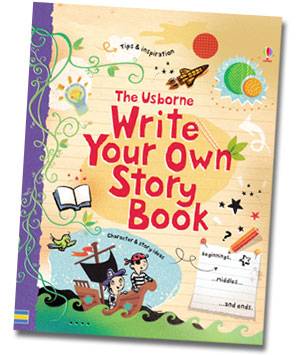 Tips & inspiration
The Usborne
Write
Your Own
Story
Book
Character & story ideas
Beginnings,
middles...
...and ends.